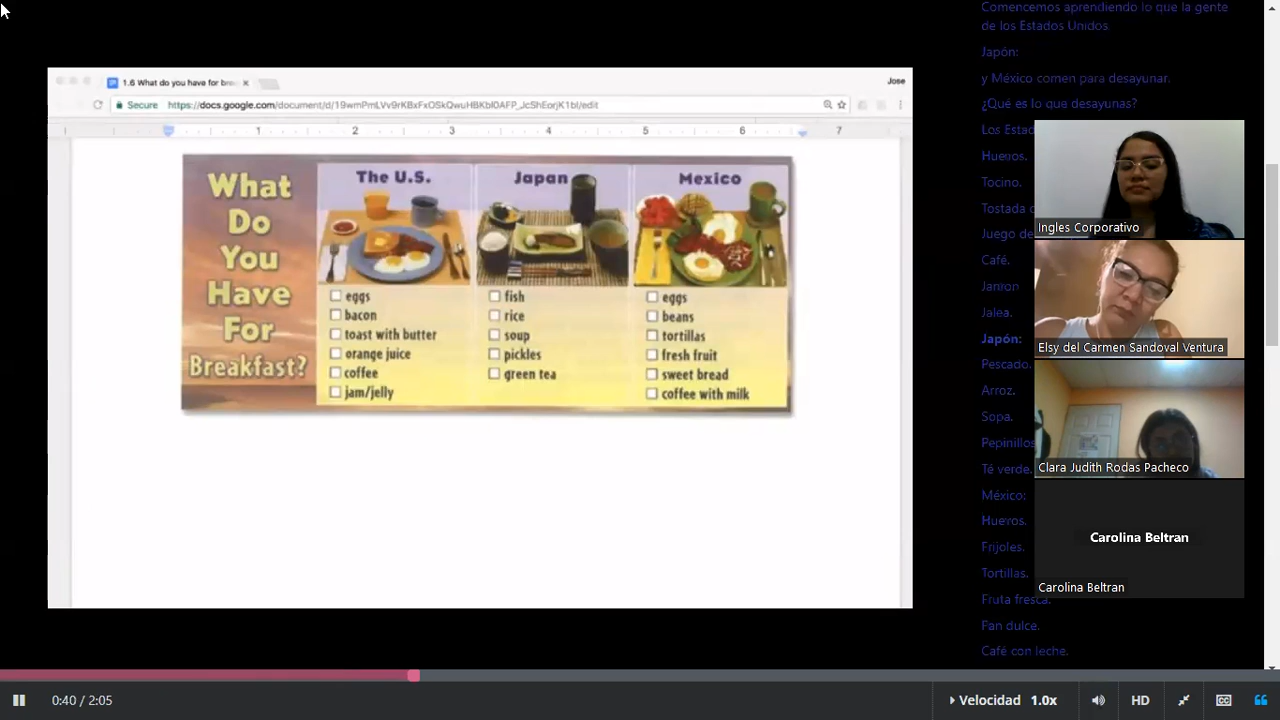 1.6 What do you have for brea
Jose
Secure
https://docs.google.com/document/d/19wmPmLVv9rKBxFxOSkQwuHBKbI0AFP_JcShEorjK1bI/edit
1 2 3 4 5 6 7
What
Do
You
Have
For
Breakfast?
The U.S.
eggs
bacon
toast with butter
orange juice
coffee
jam/jelly
Japan
fish
rice
soup
pickles
green tea
Mexico
eggs
beans
tortillas
fresh fruit
sweet bread
coffee with milk
Comencemos aprendiendo lo que la gente
de los Estados Unidos
Japón:
y México comen para desayunar.
¿Qué es lo que desayunas?
Los Estad
Huevos.
Tocino.
Tostada
Juego de
Café.
Janron
Jalea.
Japón:
Pescado.
Arroz.
Sopa.
Pepinillos
Té verde.
México:
Hueros.
Frijoles.
Tortillas.
Fruta fresca.
Fan dulce.
Café con leche.
Ingles Corporativo
Elsy del Carmen Sandoval Ventura
Clara Judith Rodas Pacheco
Carolina Beltran
Carolina Beltran
0:40 / 2:05
Velocidad 1.0x
HD